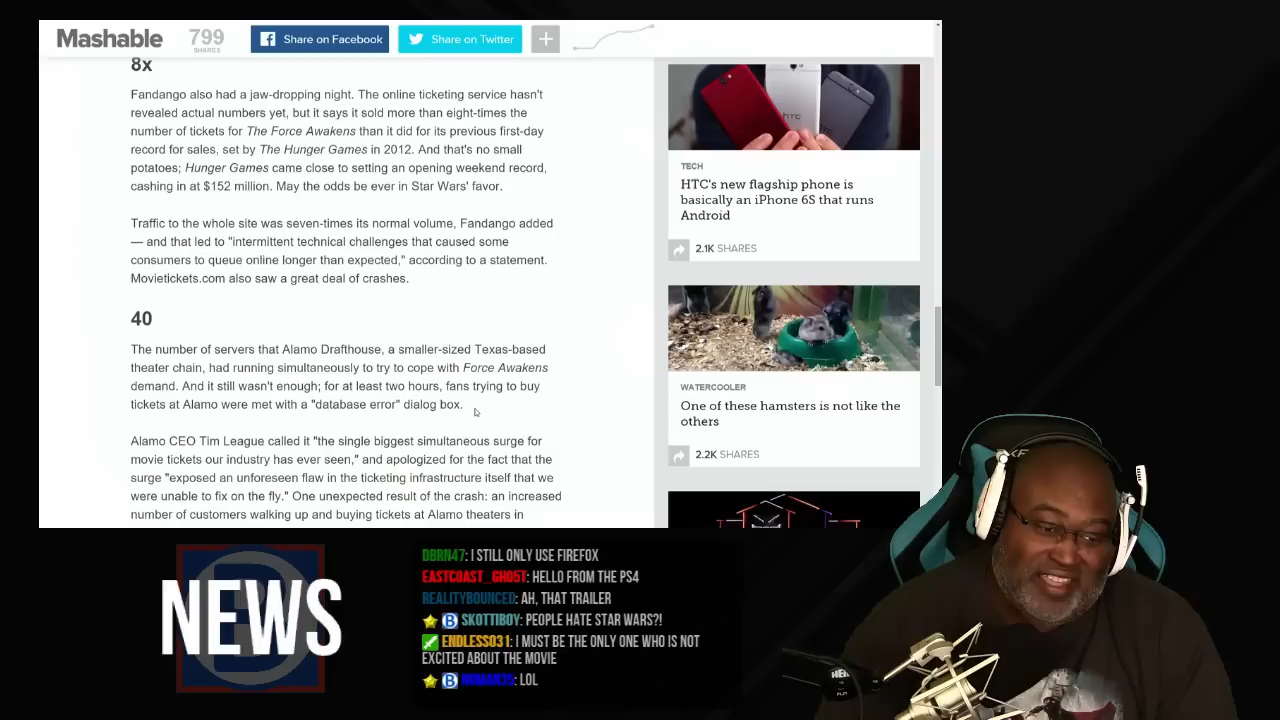 Mashable
799
SHARES
Share on Facebook
Share on Twitter
8x
Fandango also had a jaw-dropping night. The online ticketing service hasn't
revealed actual numbers yet, but it says it sold more than eight-times the
number of tickets for The Force Awakens than it did for its previous first-day
record for sales, set by The Hunger Games in 2012. And that's no small
potatoes; Hunger Games came close to setting an opening weekend record,
cashing in at $152 million. May the odds be ever in Star Wars' favor.
Traffic to the whole site was seven-times its normal volume, Fandango added
— and that led to "intermittent technical challenges that caused some
consumers to queue online longer than expected," according to a statement.
Movietickets.com also saw a great deal of crashes.
40
The number of servers that Alamo Drafthouse, a smaller-sized Texas-based
theater chain, had running simultaneously to try to cope with Force Awakens
demand. And it still wasn't enough; for at least two hours, fans trying to buy
tickets at Alamo were met with a "database error" dialog box.
Alamo CEO Tim League called it "the single biggest simultaneous surge for
movie tickets our industry has ever seen," and apologized for the fact that the
surge "exposed an unforeseen flaw in the ticketing infrastructure itself that we
were unable to fix on the fly." One unexpected result of the crash: an increased
number of customers walking up and buying tickets at Alamo theaters in
hTC
TECH
HTC's new flagship phone is
basically an iPhone 6S that runs
Android
2.1K SHARES
WATERCOOLER
One of these hamsters is not like the
others
2.2K SHARES
B
NEWS
DBRN47: I STILL ONLY USE FIREFOX
EASTCOAST_GH05T: HELLO FROM THE PS4
REALITYBOUNCED: AH, THAT TRAILER
B SKOTTIBOY: PEOPLE HATE STAR WARS?!
ENDLESS031: I MUST BE THE ONLY ONE WHO IS NOT
EXCITED ABOUT THE MOVIE
B : LOL